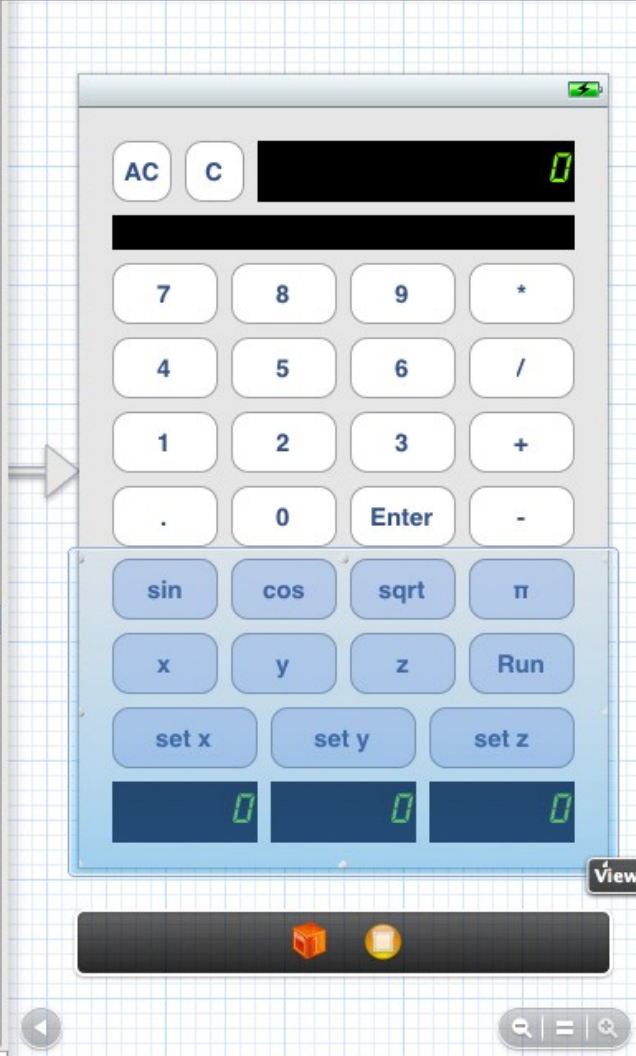 AC C 0
7 8 9 *
4 5 6 /
1 2 3 +
. 0 Enter -
sin cos sqrt π
x y z Run
set x set y set z
0 0 0
View